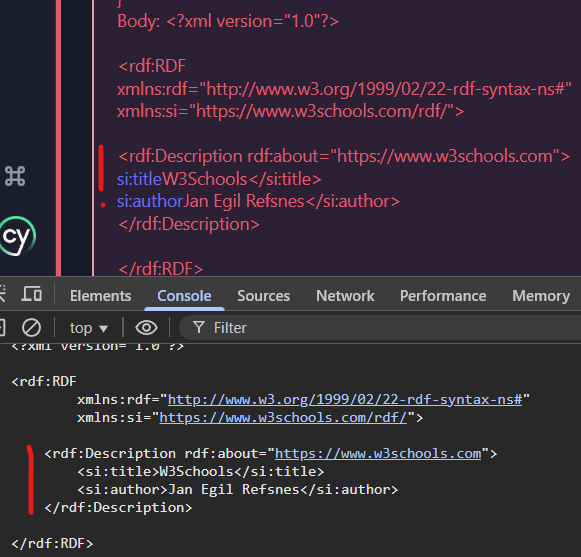 Body: <?xml version="1.0"?>
<rdf:RDF
xmlns:rdf="http://www.w3.org/1999/02/22-rdf-syntax-ns#"
xmlns:si="https://www.w3schools.com/rdf/">
<rdf:Description rdf:about="https://www.w3schools.com">
si:titleW3Schools</si:title>
si:authorJan Egil Refsnes</si:author>
</rdf:Description>
</rdf:RDF>
cy
Elements Console Sources Network Performance Memory
top Filter
<?xml version="1.0"?>
<rdf:RDF
xmlns:rdf="http://www.w3.org/1999/02/22-rdf-syntax-ns#"
xmlns:si="https://www.w3schools.com/rdf/">
<rdf:Description rdf:about="https://www.w3schools.com">
<si:title>W3Schools</si:title>
<si:author>Jan Egil Refsnes</si:author>
</rdf:Description>
</rdf:RDF>